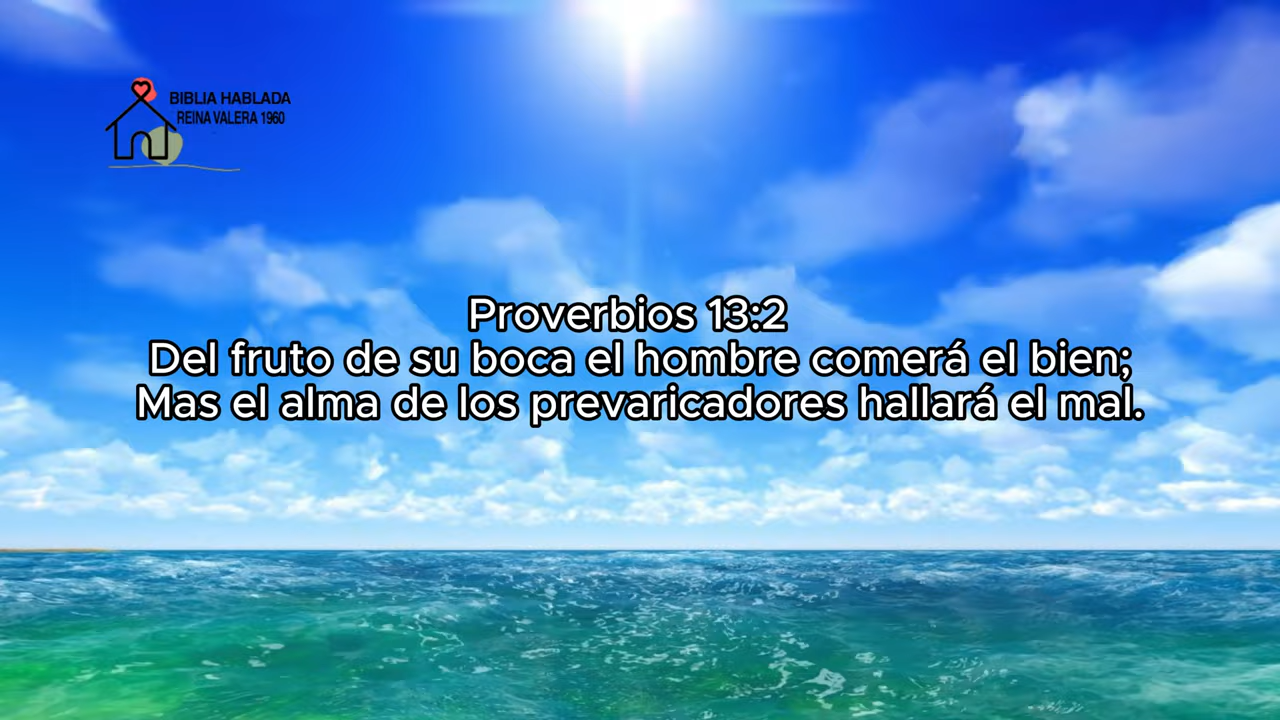 BIBLIA HABLADA
REINA VALERA 1960
Proverbios 13:2
Del fruto de su boca el hombre comerá el bien;
Mas el alma de los prevaricadores hallará el mal.